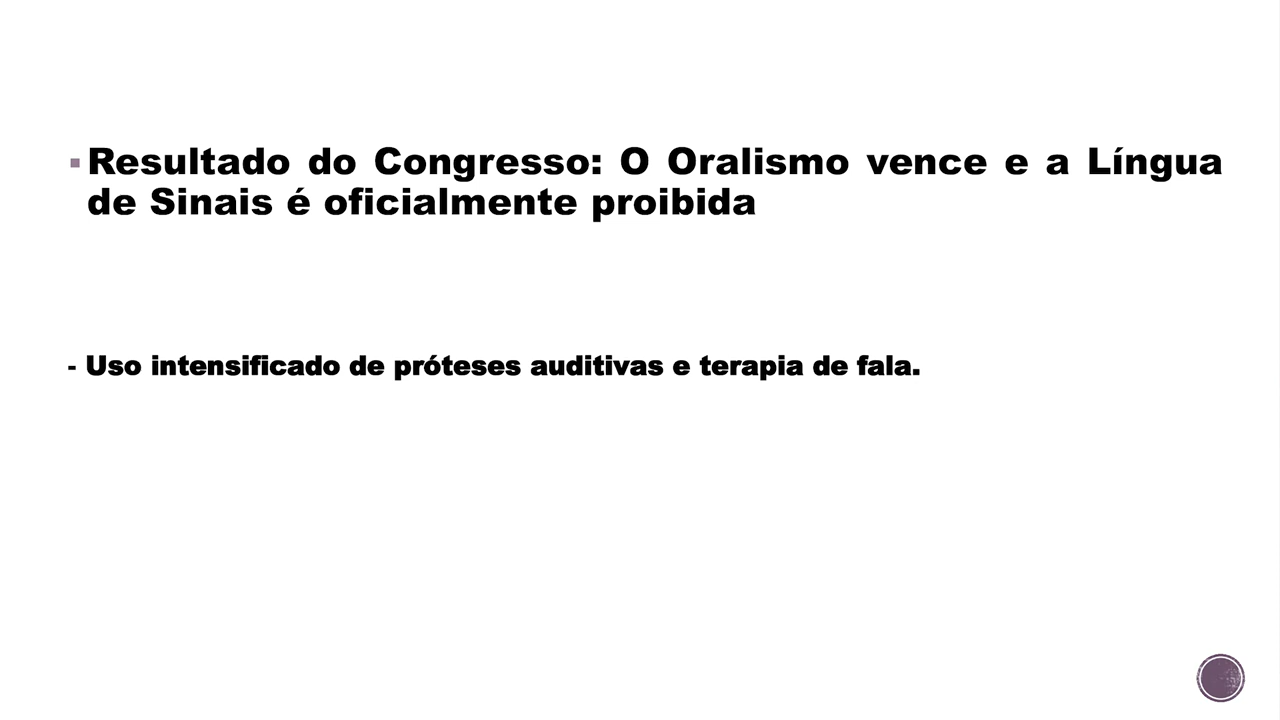 ▪ Resultado do Congresso: O Oralismo vence e a Língua
de Sinais é oficialmente proibida
- Uso intensificado de próteses auditivas e terapia de fala.